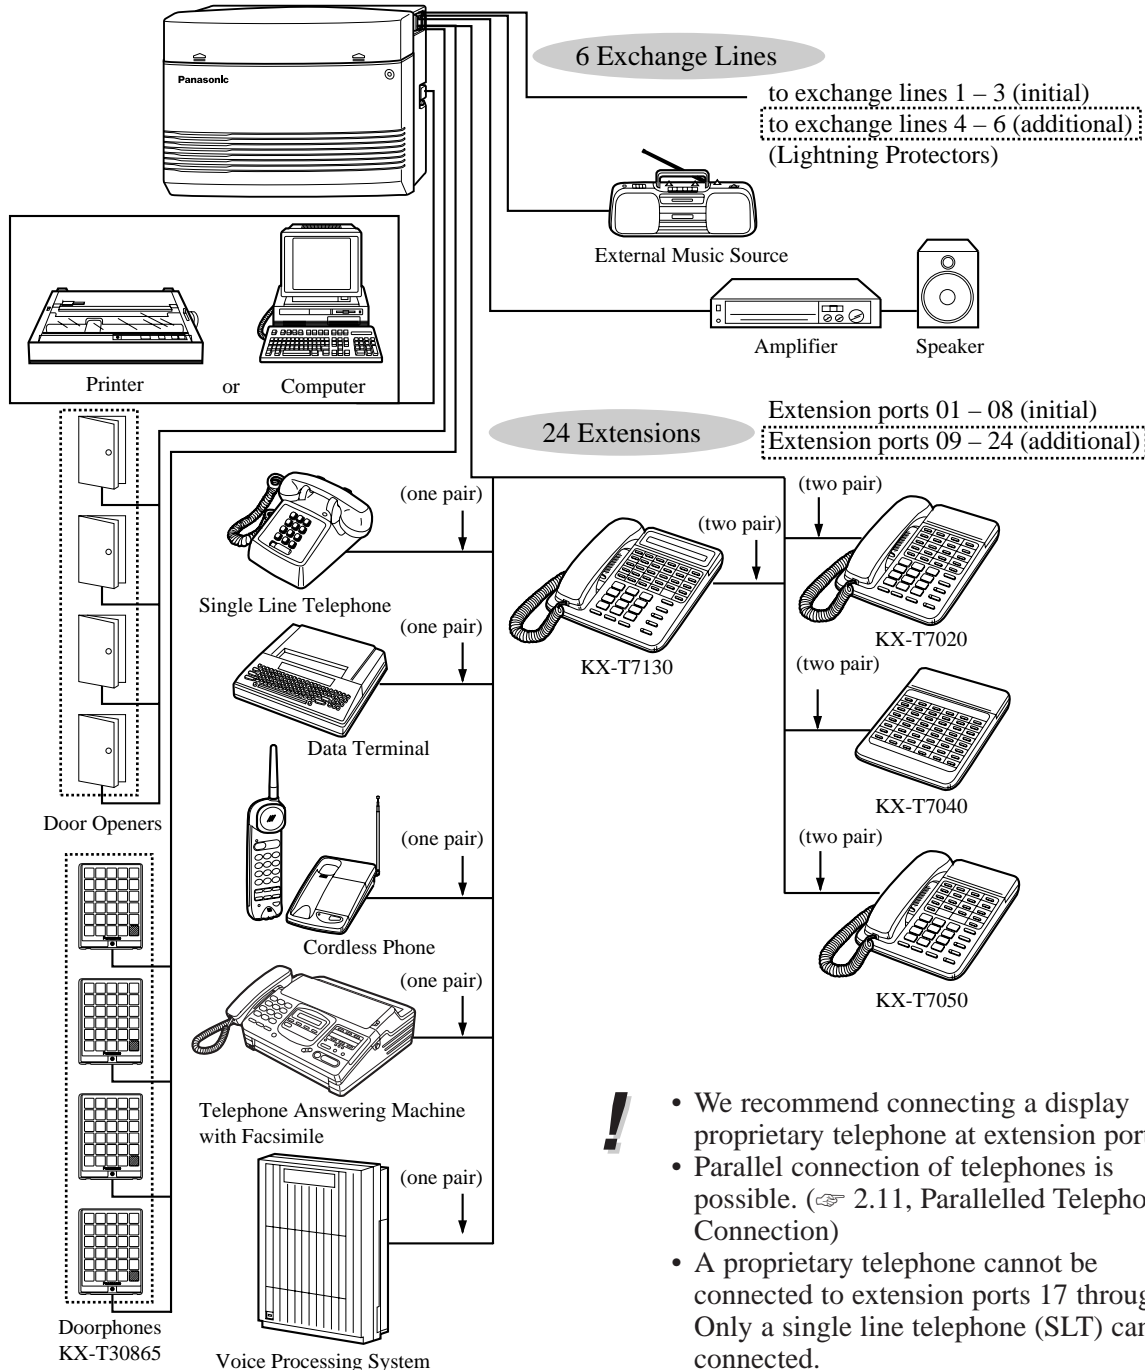 Panasonic
6 Exchange Lines
to exchange lines 1 – 3 (initial)
to exchange lines 4 – 6 (additional)
(Lightning Protectors)
External Music Source
Amplifier
Speaker
Printer
or
Computer
24 Extensions
Extension ports 01 – 08 (initial)
Extension ports 09 – 24 (additional)
(one pair)
Single Line Telephone
(two pair)
KX-T7130
(two pair)
KX-T7020
(one pair)
Data Terminal
(two pair)
KX-T7040
Door Openers
(one pair)
Cordless Phone
(two pair)
KX-T7050
(one pair)
Telephone Answering Machine
with Facsimile
(one pair)
Voice Processing System
Doorphones
KX-T30865
! • We recommend connecting a display
proprietary telephone at extension
• Parallel connection of telephones is
possible. (☞ 2.11, Parallelled
Connection)
• A proprietary telephone cannot be
connected to extension ports 17
Only a single line telephone (SLT)
connected.